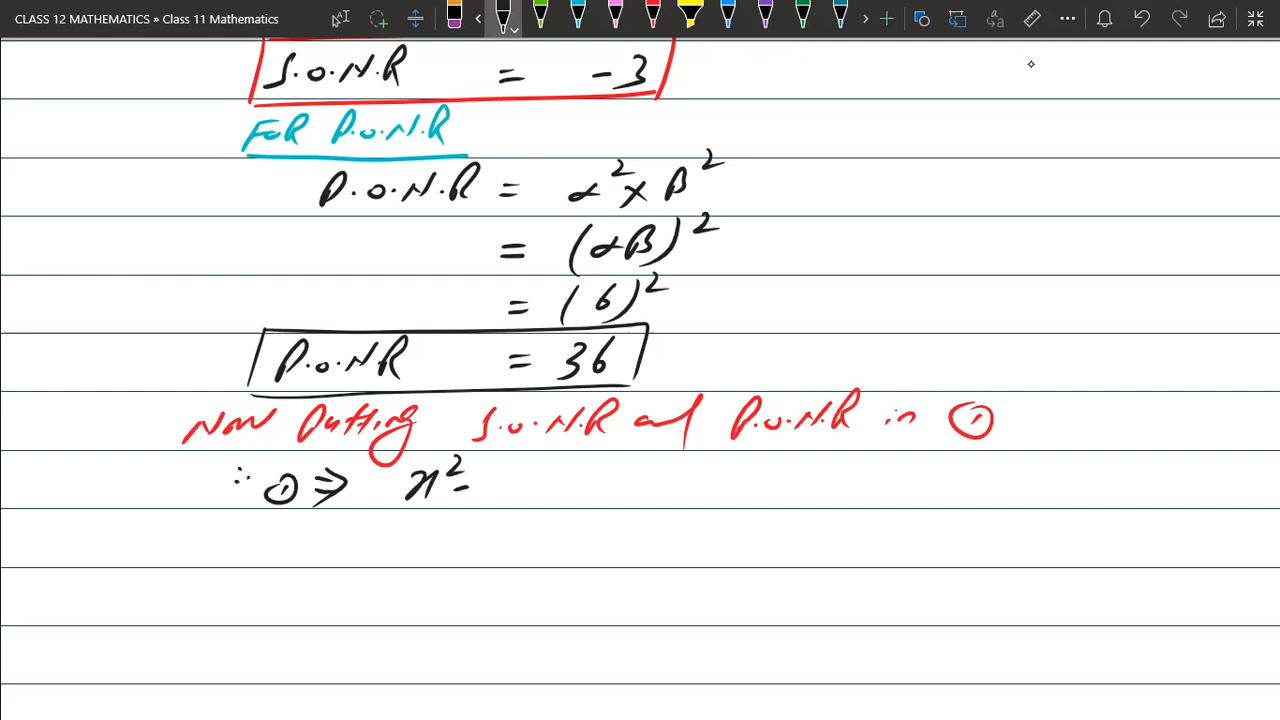 CLASS 12 MATHEMATICS » Class 11 Mathematics
S.O.N.R = -3
FOR P.O.N.R
P.O.N.R = α² × β²
= (αβ)²
= (6)²
P.O.N.R = 36
Now Putting S.O.N.R and P.O.N.R in ①
∴ ① ⇒ x² -